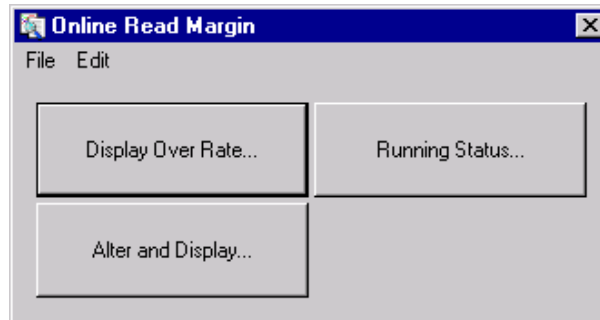 Online Read Margin
File Edit
Display Over Rate... Running Status...
Alter and Display...